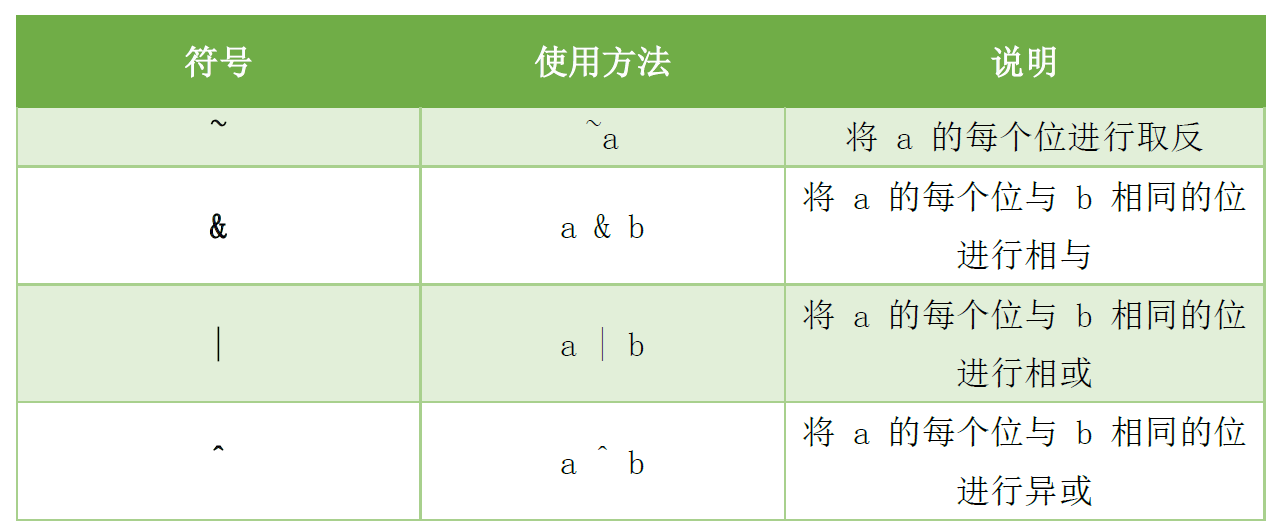 符号 使用方法 说明
~ ~a 将 a 的每个位进行取反
& a & b 将 a 的每个位与 b 相同的位
进行相与
| a | b 将 a 的每个位与 b 相同的位
进行相或
^ a ^ b 将 a 的每个位与 b 相同的位
进行异或